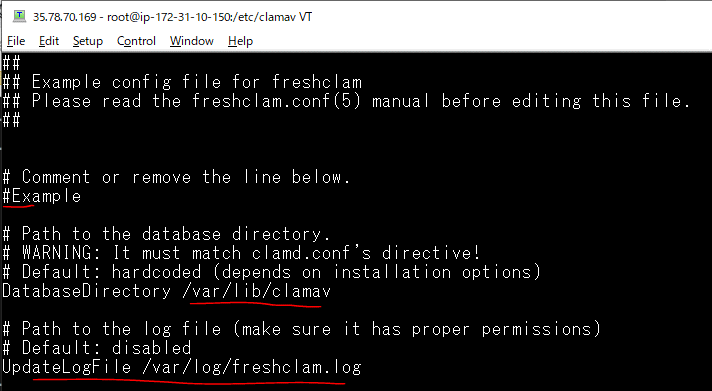 35.78.70.169 - root@ip-172-31-10-150:/etc/clamav VT
File Edit Setup Control Window Help
##
## Example config file for freshclam
## Please read the freshclam.conf(5) manual before editing this file.
##
# Comment or remove the line below.
#Example
# Path to the database directory.
# WARNING: It must match clamd.conf's directive!
# Default: hardcoded (depends on installation options)
DatabaseDirectory /var/lib/clamav
# Path to the log file (make sure it has proper permissions)
# Default: disabled
UpdateLogFile /var/log/freshclam.log